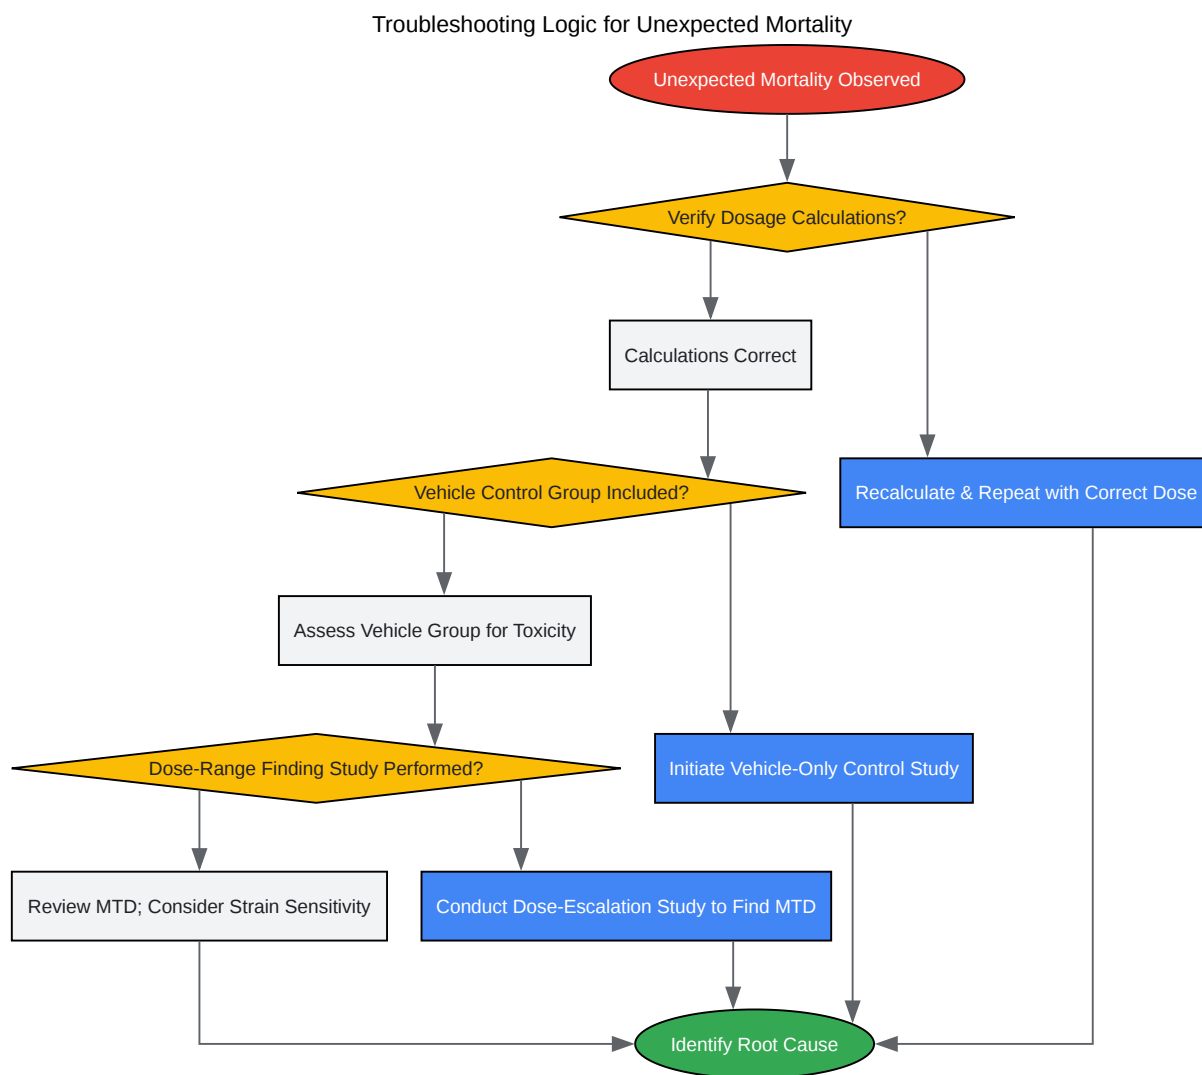 Troubleshooting Logic for Unexpected Mortality
Unexpected Mortality Observed
Verify Dosage Calculations?
Calculations Correct
Vehicle Control Group Included?
Recalculate & Repeat with Correct Dose
Assess Vehicle Group for Toxicity
Dose-Range Finding Study Performed?
Initiate Vehicle-Only Control Study
Review MTD; Consider Strain Sensitivity
Conduct Dose-Escalation Study to Find MTD
Identify Root Cause